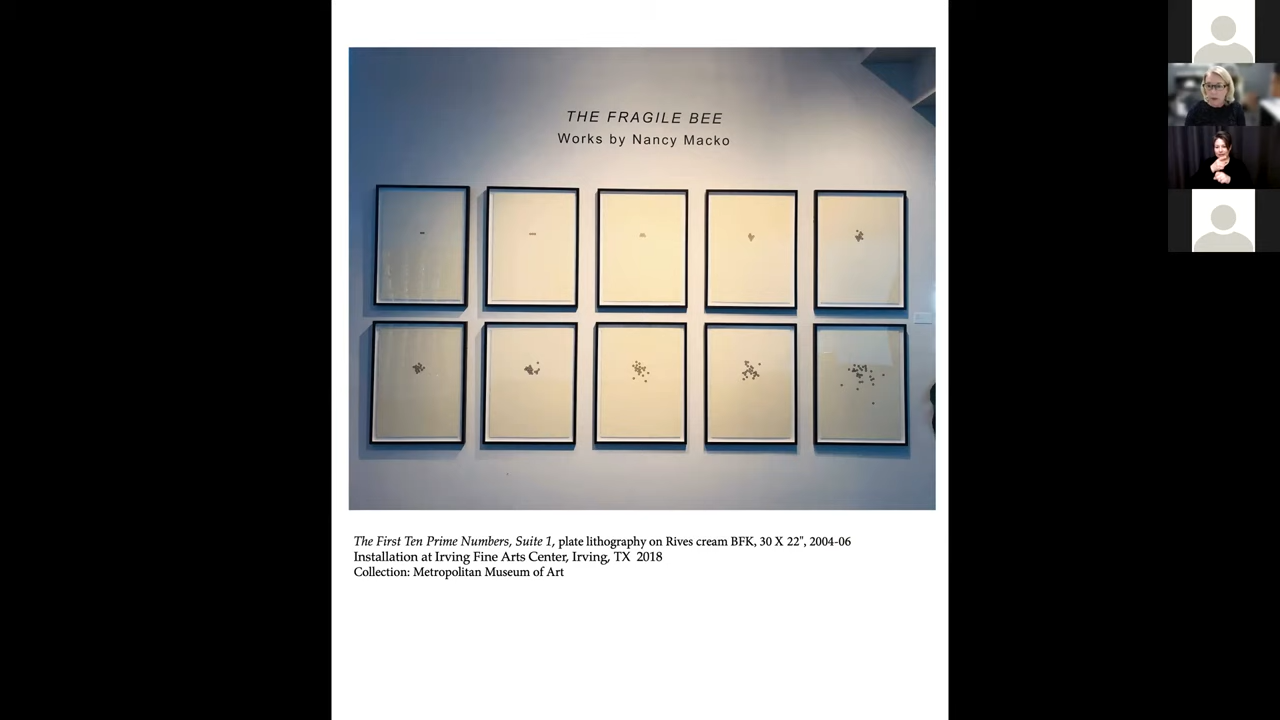 THE FRAGILE BEE
Works by Nancy Macko
The First Ten Prime Numbers, Suite 1, plate lithography on Rives cream BFK, 30 X 22", 2004-06
Installation at Irving Fine Arts Center, Irving, TX 2018
Collection: Metropolitan Museum of Art